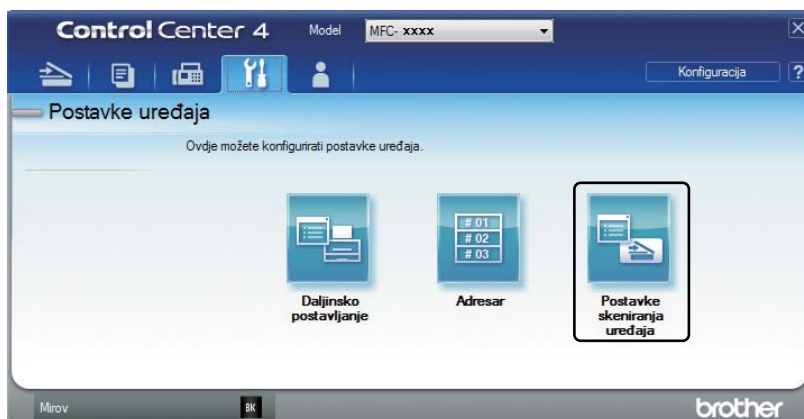 Control Center 4
Model
MFC- xxxx
Konfiguracija
?
Postavke uređaja
Ovdje možete konfigurirati postavke uređaja.
# 01
# 02
# 03
Daljinsko
postavljanje
Adresar
Postavke
skeniranja
uređaja
Mirov
BK
brother